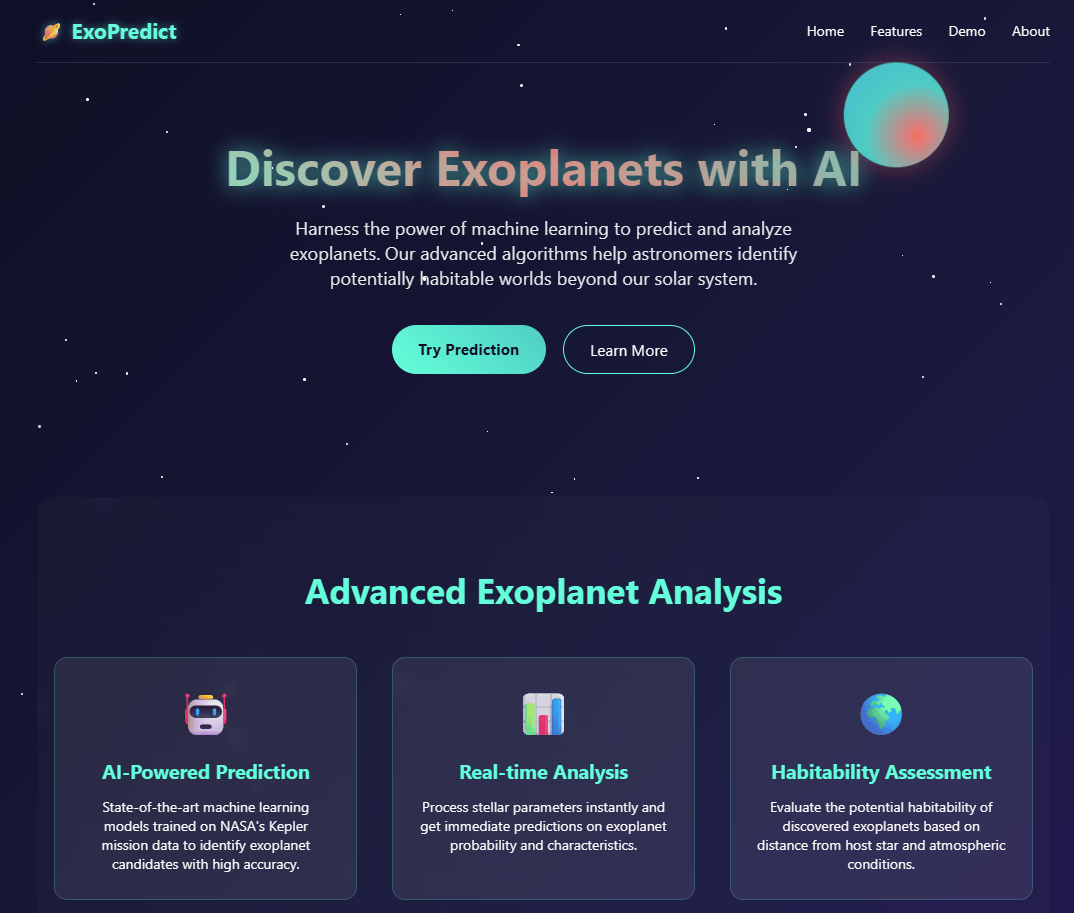 ExoPredict
Home Features Demo About
Discover Exoplanets with AI
Harness the power of machine learning to predict and analyze
exoplanets. Our advanced algorithms help astronomers identify
potentially habitable worlds beyond our solar system.
Try Prediction Learn More
Advanced Exoplanet Analysis
AI-Powered Prediction
State-of-the-art machine learning
models trained on NASA's Kepler
mission data to identify exoplanet
candidates with high accuracy.
Real-time Analysis
Process stellar parameters instantly and
get immediate predictions on exoplanet
probability and characteristics.
Habitability Assessment
Evaluate the potential habitability of
discovered exoplanets based on
distance from host star and atmospheric
conditions.